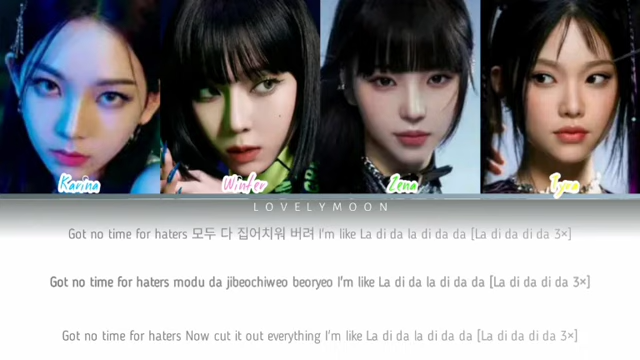 Karina Winter Zena Tyra
LOVELYMOON
Got no time for haters 모두 다 집어치워 버려 I'm like La di da la di da da [La di da di da 3×]
Got no time for haters modu da jibeochiweo beoryeo I'm like La di da la di da da [La di da di da 3×]
Got no time for haters Now cut it out everything I'm like La di da la di da da [La di da di da 3×]